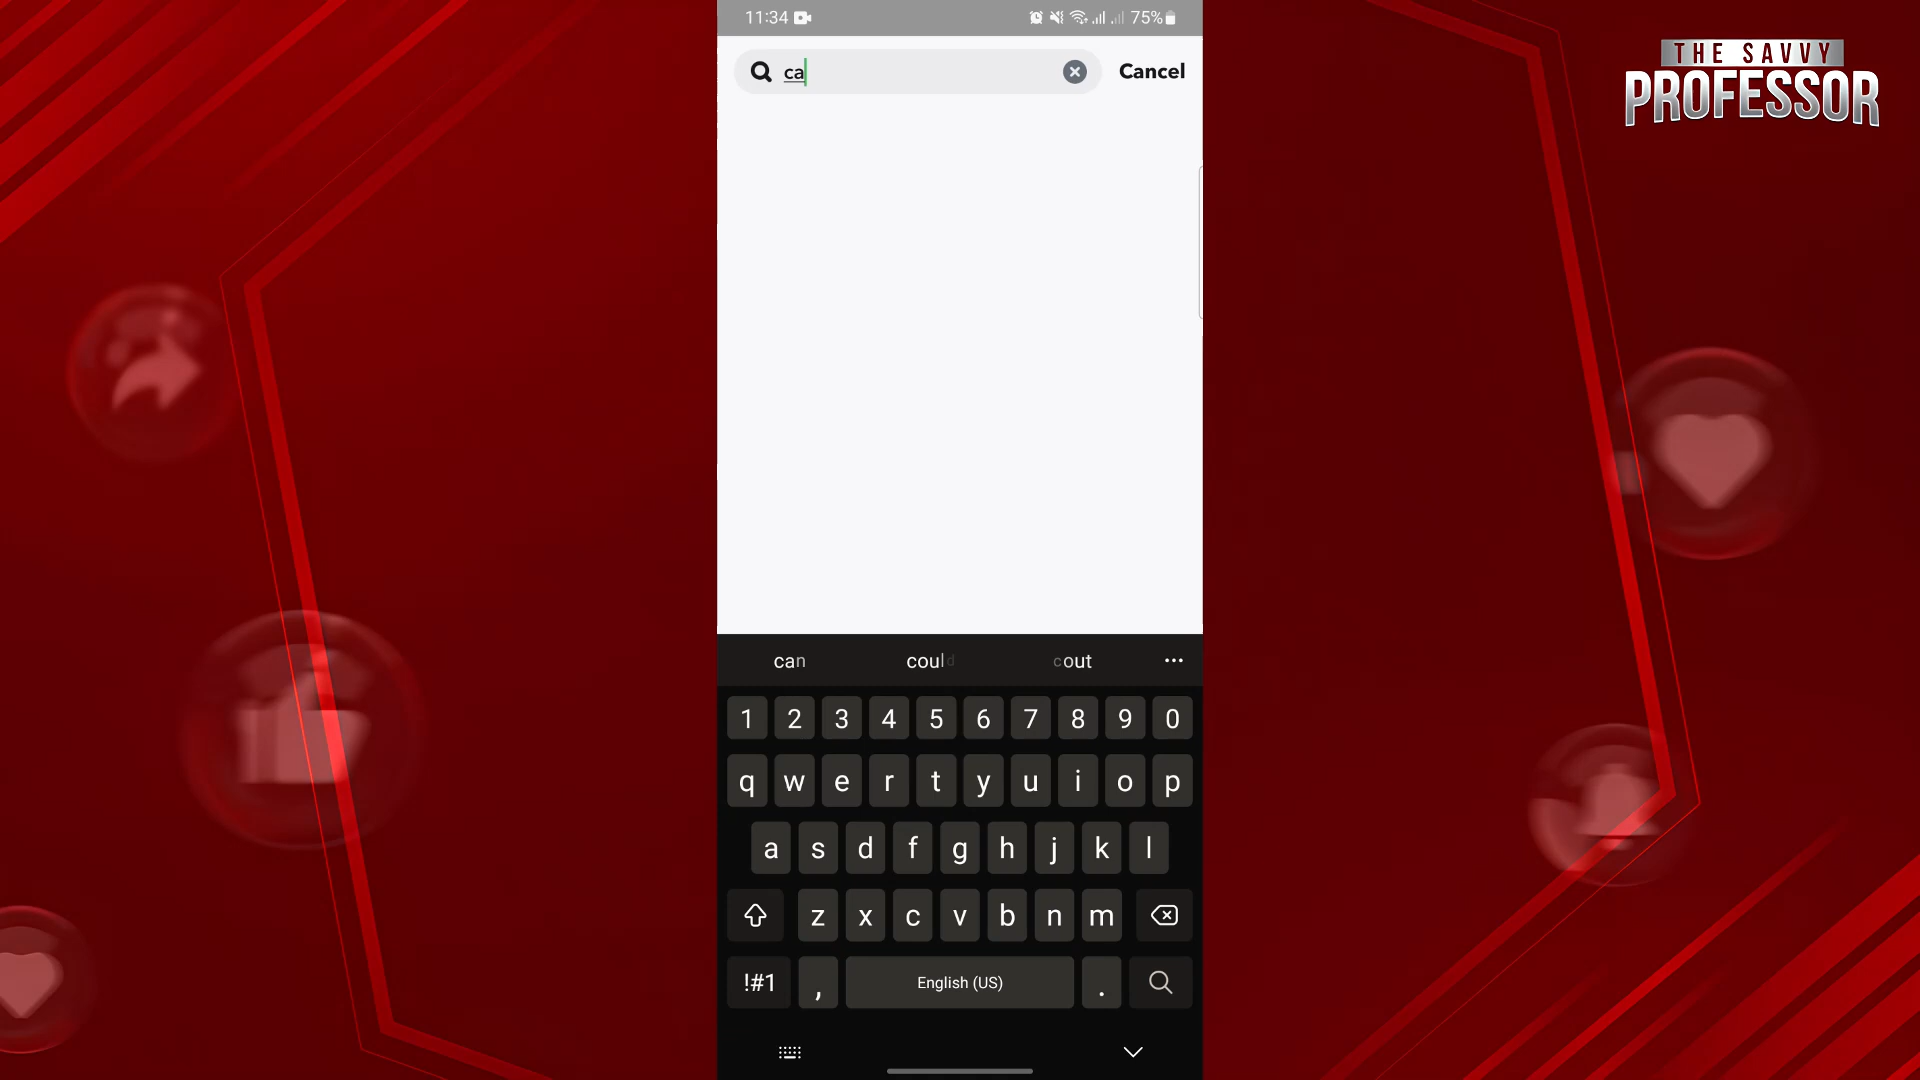 11:34
75%
THE SAVVY
PROFESSOR
ca
Cancel
can could cout ...
1 2 3 4 5 6 7 8 9 0
q w e r t y u i o p
a s d f g h j k l
z x c v b n m
!#1 , English (US) .